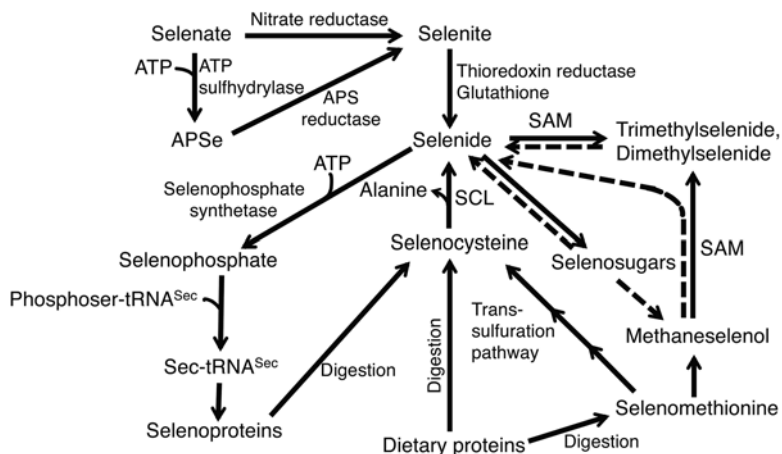 Nitrate reductase
Selenate
Selenite
ATP
ATP
sulfhydrylase
Thioredoxin reductase
Glutathione
APS
reductase
APSe
SAM
Trimethylselenide,
Dimethylselenide
Selenide
ATP
Alanine
SCL
Selenophosphate
synthetase
Selenocysteine
Selenosugars
SAM
Selenophosphate
Phosphoser-tRNASec
Trans-
sulfuration
pathway
Methaneselenol
Sec-tRNASec
Digestion
Digestion
Selenoproteins
Selenomethionine
Dietary proteins
Digestion